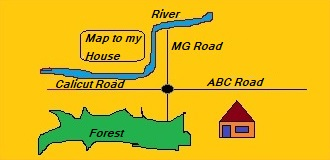 River
Map to my
House
MG Road
Calicut Road
ABC Road
Forest